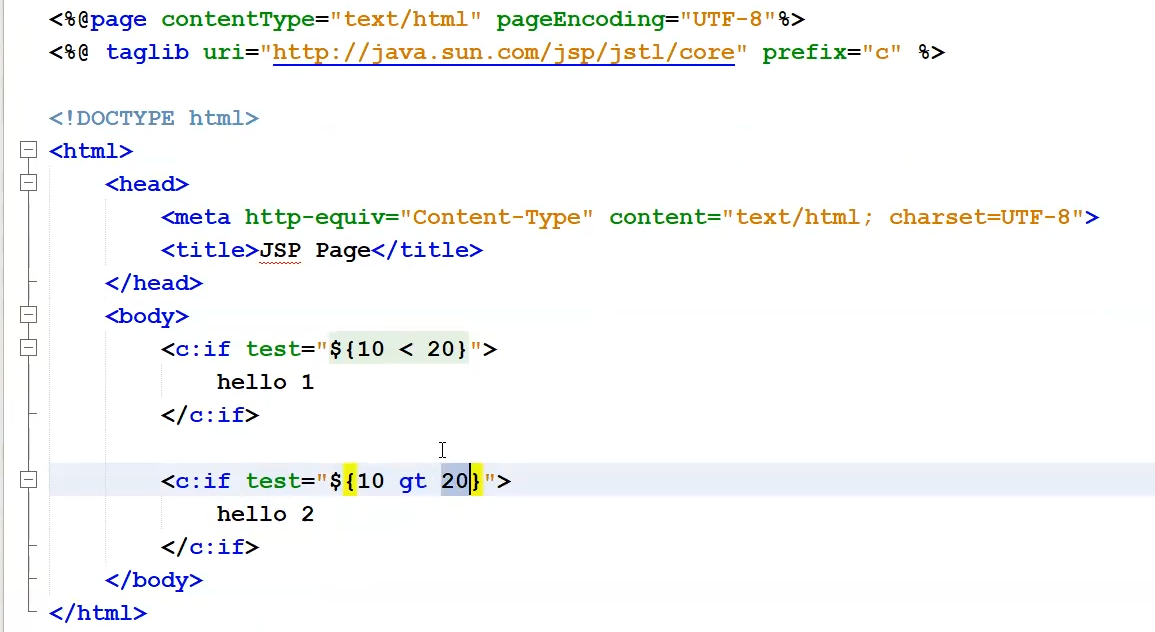 <%@page contentType="text/html" pageEncoding="UTF-8"%>
<%@ taglib uri="http://java.sun.com/jsp/jstl/core" prefix="c" %>
<!DOCTYPE html>
<html>
    <head>
        <meta http-equiv="Content-Type" content="text/html; charset=UTF-8">
        <title>JSP Page</title>
    </head>
    <body>
        <c:if test="${10 < 20}">
            hello 1
        </c:if>
        <c:if test="${10 gt 20}">
            hello 2
        </c:if>
    </body>
</html>